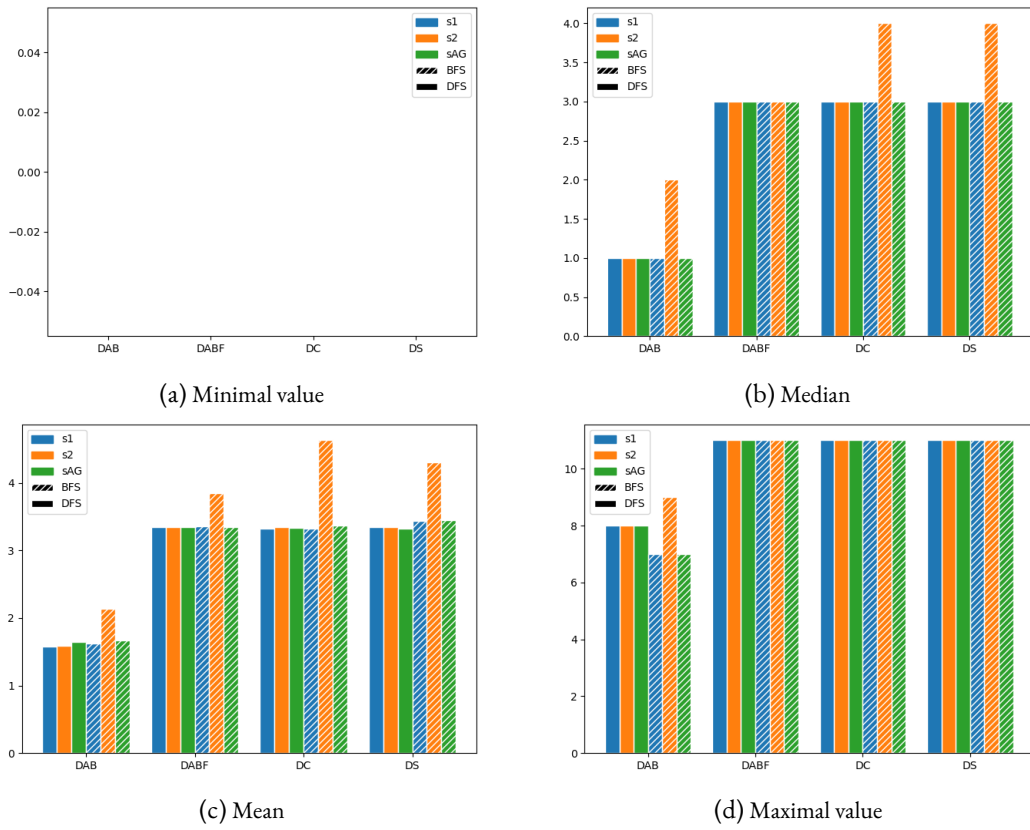 0.04
0.02
0.00
−0.02
−0.04
s1
s2
sAG
BFS
DFS
DAB DABF DC DS
(a) Minimal value
4.0
3.5
3.0
2.5
2.0
1.5
1.0
0.5
0.0
s1
s2
sAG
BFS
DFS
DAB DABF DC DS
(b) Median
4
3
2
1
0
s1
s2
sAG
BFS
DFS
DAB DABF DC DS
(c) Mean
10
8
6
4
2
0
s1
s2
sAG
BFS
DFS
DAB DABF DC DS
(d) Maximal value